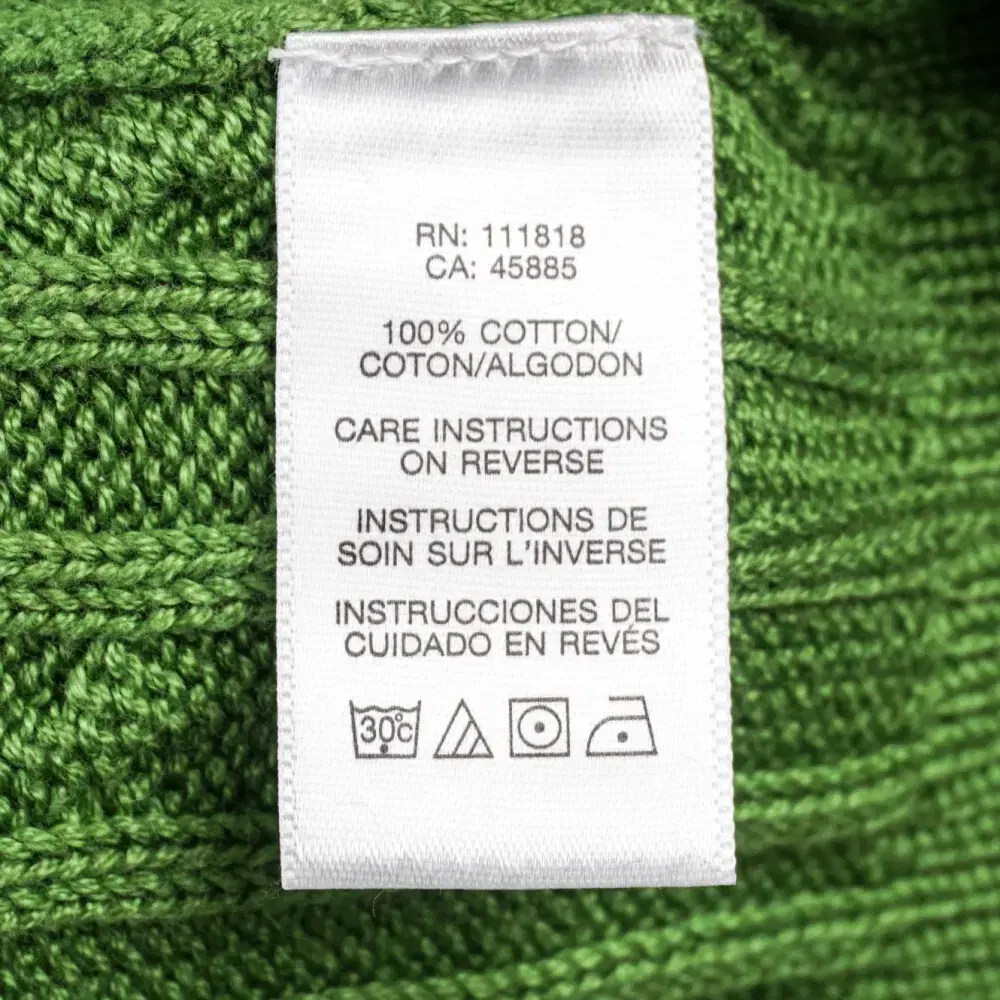 RN: 111818
CA: 45885
100% COTTON/
COTON/ALGODON
CARE INSTRUCTIONS
ON REVERSE
INSTRUCTIONS DE
SOIN SUR L'INVERSE
INSTRUCCIONES DEL
CUIDADO EN REVÉS
30°C